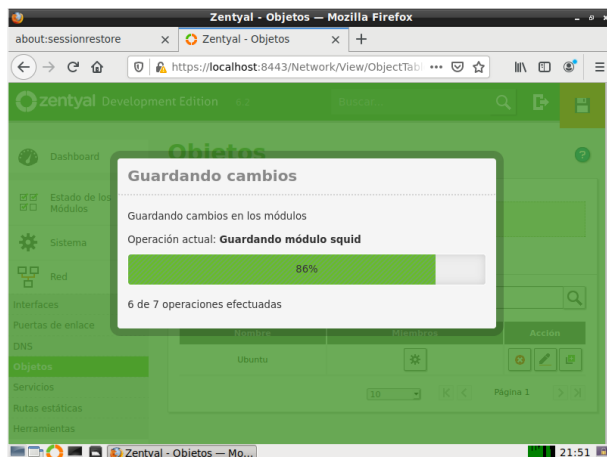 Zentyal - Objetos — Mozilla Firefox
about:sessionrestore
Zentyal - Objetos
https://localhost:8443/Network/View/ObjectTabl
zentyal Development Edition 6.2
Buscar...
Dashboard
Objetos
Guardando cambios
Estado de los
Módulos
Guardando cambios en los módulos
Sistema
Operación actual: Guardando módulo squid
86%
Red
6 de 7 operaciones efectuadas
Interfaces
Puertas de enlace
Nombre Miembros Acción
DNS
Ubuntu
Objetos
Servicios
10 Página 1
Rutas estáticas
Herramientas
Zentyal - Objetos — Mo...
21:51